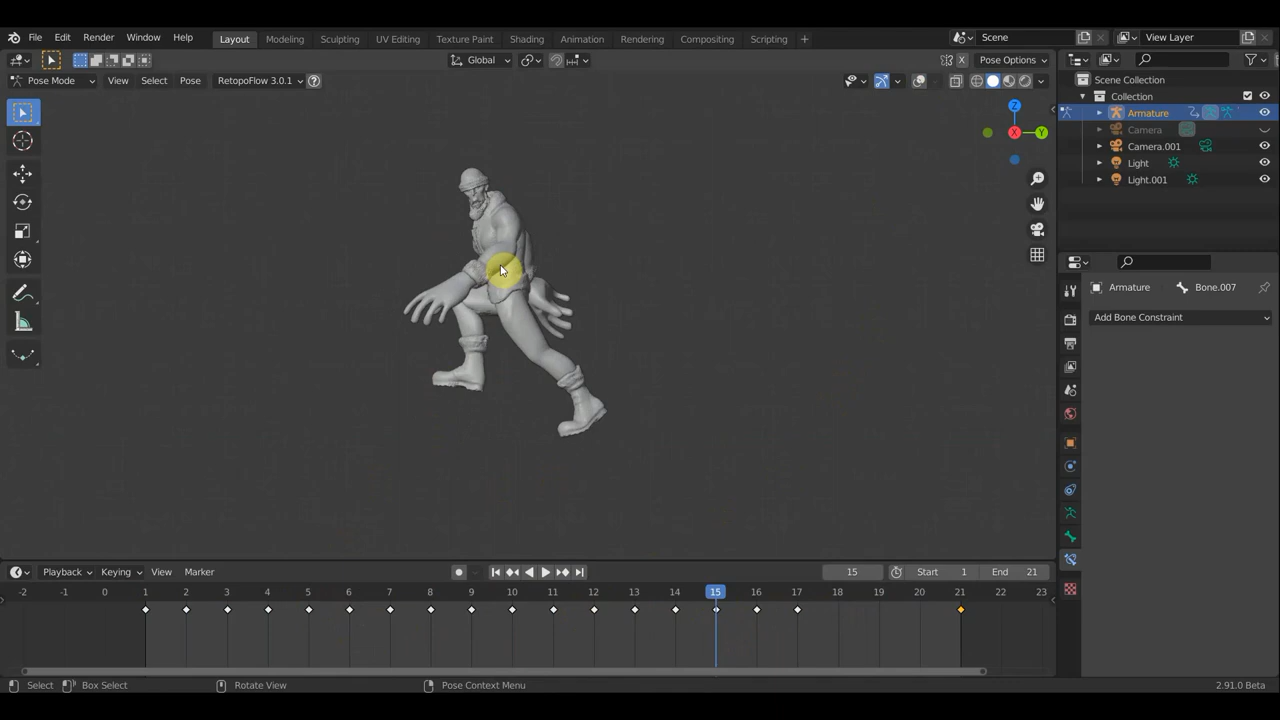 File Edit Render Window Help Layout Modeling Sculpting UV Editing Texture Paint Shading Animation Rendering Compositing Scripting + Scene View Layer
Global Pose Options
Pose Mode View Select Pose RetopoFlow 3.0.1 ?
Z
X Y
Scene Collection
Collection
Armature
Camera
Camera.001
Light
Light.001
Armature Bone.007
Add Bone Constraint
Playback Keying View Marker 15 Start 1 End 21
-2 -1 0 1 2 3 4 5 6 7 8 9 10 11 12 13 14 15 16 17 18 19 20 21 22 23
Select Box Select Rotate View Pose Context Menu 2.91.0 Beta